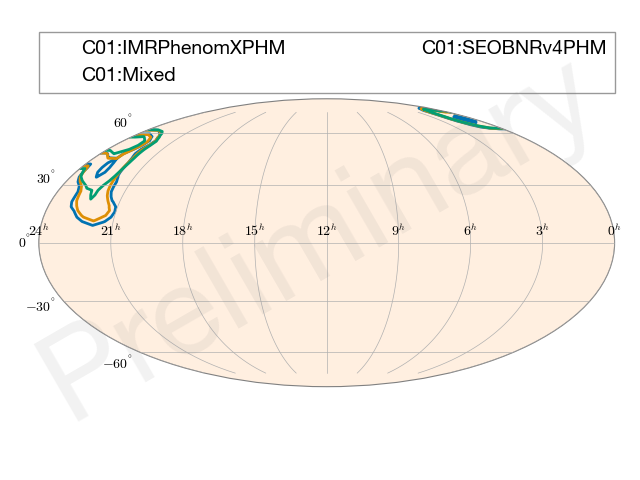 C01:IMRPhenomXPHM C01:SEOBNRv4PHM
C01:Mixed
60°
30°
0° 24h 21h 18h 15h 12h 9h 6h 3h 0h
−30°
−60°
Preliminary